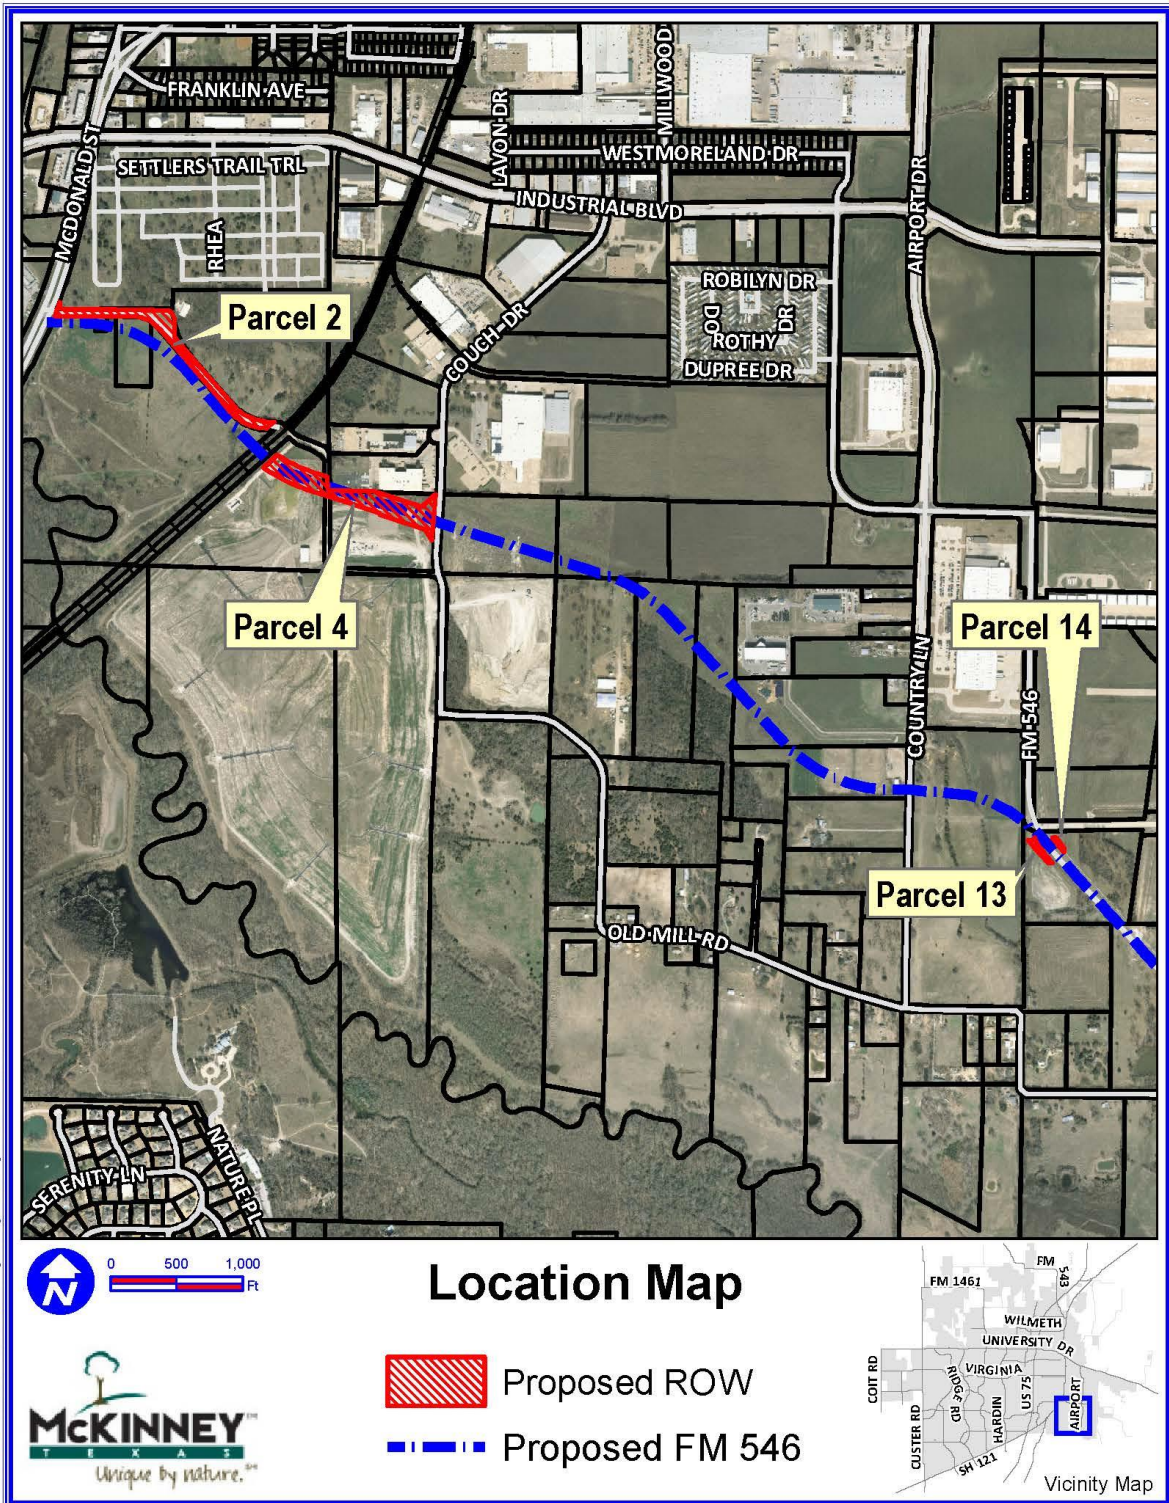 FRANKLIN AVE
McDONALD ST
SETTLERS TRAIL TRL
RHEA
LAVON DR
MILLWOOD
WESTMORELAND DR
INDUSTRIAL BLVD
AIRPORT DR
ROBILYN DR
DO
ROTHY
DR
DUPREE DR
COUCH DR
Parcel 2
Parcel 4
Parcel 14
Parcel 13
COUNTRY LN
FM 546
OLD MILL RD
SERENITY LN
NATURE PL
N
0 500 1,000
Ft
Location Map
Proposed ROW
Proposed FM 546
McKINNEY
TEXAS
Unique by nature.℠
FM 1461
FM
543
WILMETH
UNIVERSITY DR
VIRGINIA
COIT RD
RIDGE RD
HARDIN
US 75
AIRPORT
CUSTER RD
SH 121
Vicinity Map